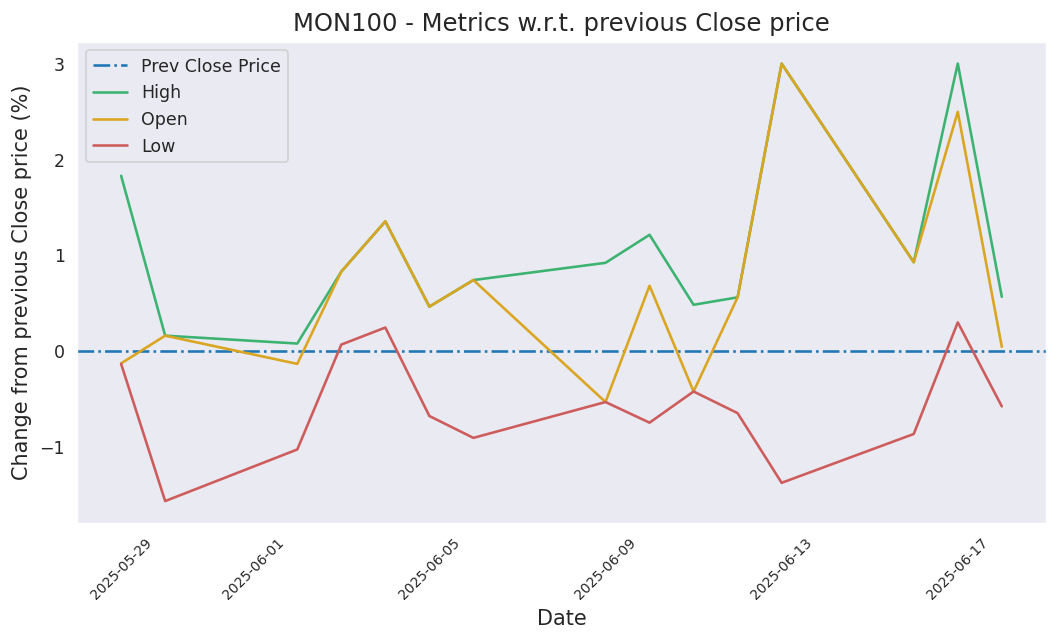 MON100 - Metrics w.r.t. previous Close price
Change from previous Close price (%)
3
2
1
0
−1
Prev Close Price
High
Open
Low
2025-05-29
2025-06-01
2025-06-05
2025-06-09
2025-06-13
2025-06-17
Date